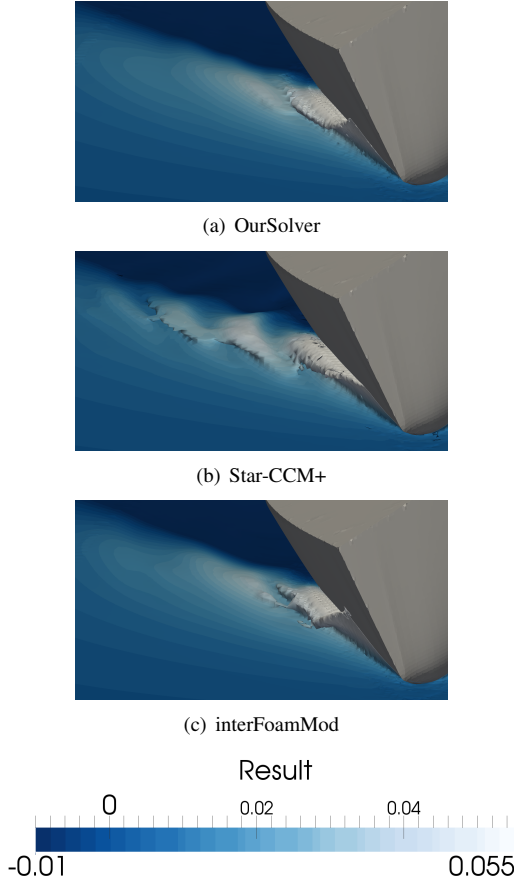 (a) OurSolver
(b) Star-CCM+
(c) interFoamMod
Result
0 0.02 0.04
-0.01 0.055